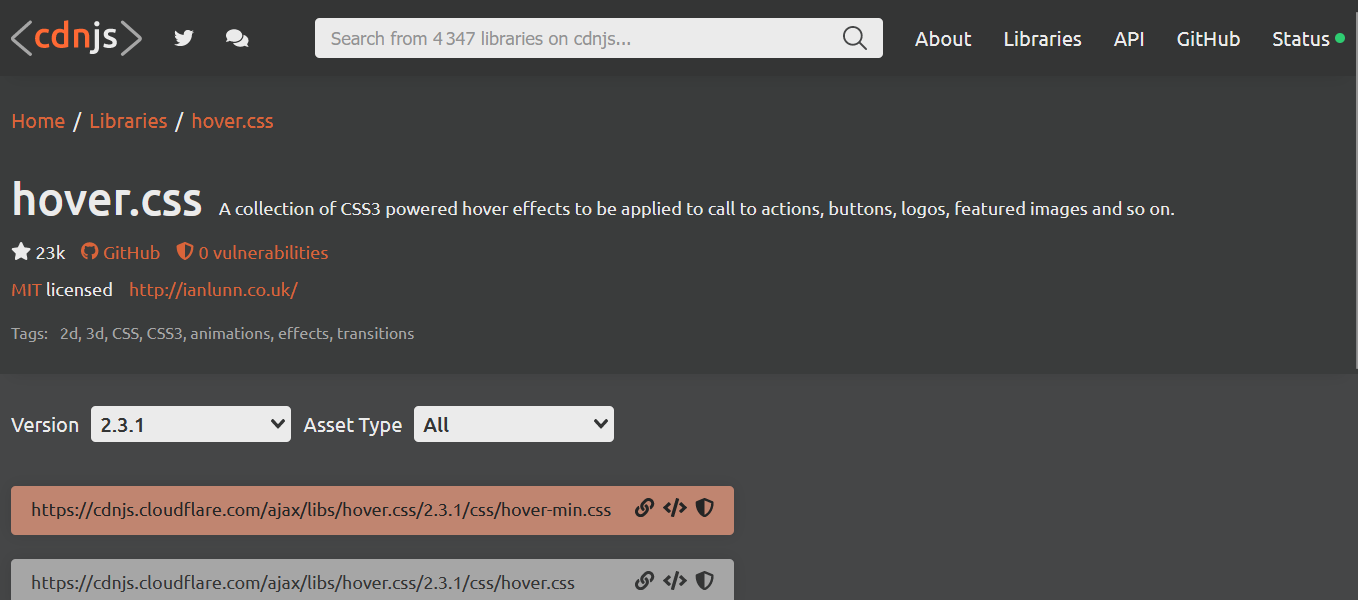 <cdnjs>
Search from 4 347 libraries on cdnjs...
About
Libraries
API
GitHub
Status
Home / Libraries / hover.css
hover.css A collection of CSS3 powered hover effects to be applied to call to actions, buttons, logos, featured images and so on.
23k GitHub 0 vulnerabilities
MIT licensed http://ianlunn.co.uk/
Tags: 2d, 3d, CSS, CSS3, animations, effects, transitions
Version 2.3.1 Asset Type All
https://cdnjs.cloudflare.com/ajax/libs/hover.css/2.3.1/css/hover-min.css
https://cdnjs.cloudflare.com/ajax/libs/hover.css/2.3.1/css/hover.css